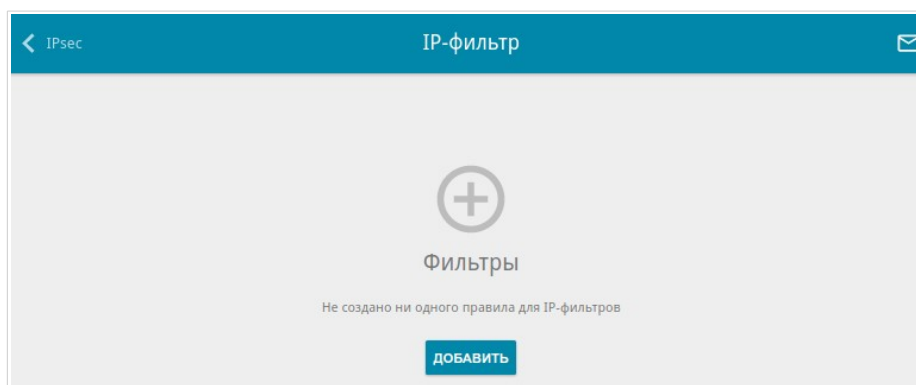 IPsec
IP-фильтр
Фильтры
Не создано ни одного правила для IP-фильтров
ДОБАВИТЬ